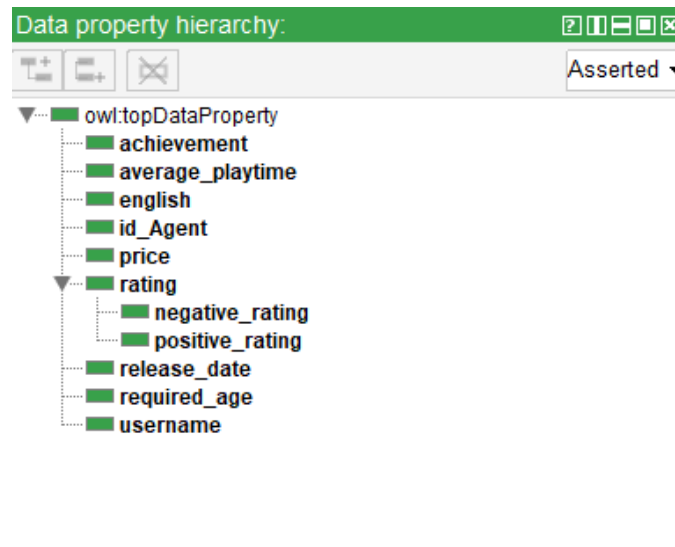 Data property hierarchy:
Asserted
owl:topDataProperty
achievement
average_playtime
english
id_Agent
price
rating
negative_rating
positive_rating
release_date
required_age
username